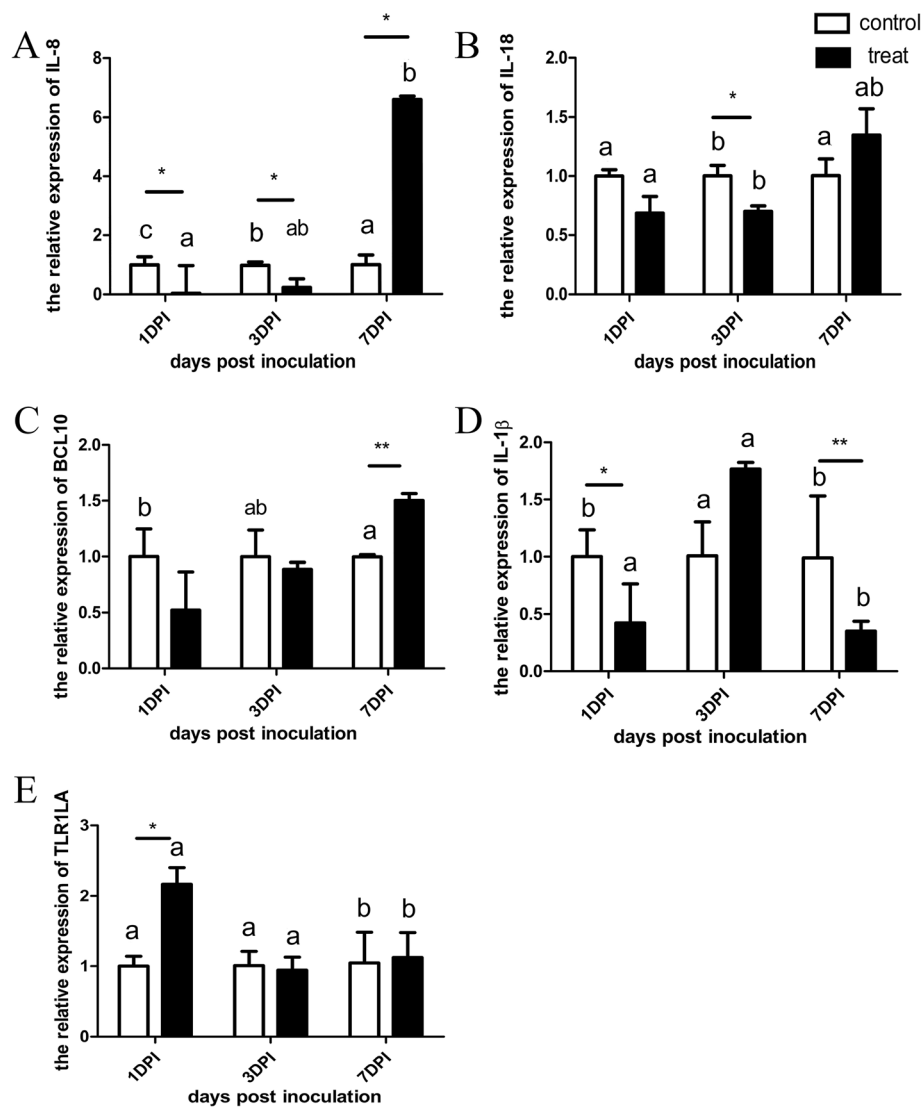 control
treat
A
the relative expression of IL-8
8
6
4
2
0
*
*
*
c
a
b
ab
a
b
1DPI
3DPI
7DPI
days post inoculation
B
the relative expression of IL-18
2.0
1.5
1.0
0.5
0.0
*
a
a
b
b
a
ab
1DPI
3DPI
7DPI
days post inoculation
C
the relative expression of BCL10
2.0
1.5
1.0
0.5
0.0
**
b
ab
a
1DPI
3DPI
7DPI
days post inoculation
D
the relative expression of IL-1β
2.0
1.5
1.0
0.5
0.0
*
**
b
a
a
a
b
b
1DPI
3DPI
7DPI
days post inoculation
E
the relative expression of TLR1LA
3
2
1
0
*
a
a
a
a
b
b
1DPI
3DPI
7DPI
days post inoculation